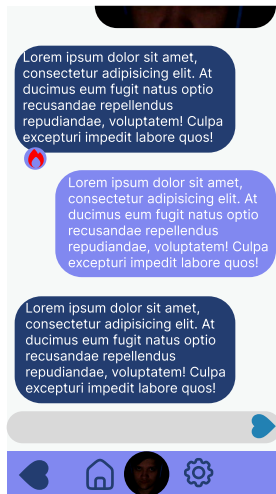 Lorem ipsum dolor sit amet,
consectetur adipisicing elit. At
ducimus eum fugit natus optio
recusandae repellendus
repudiandae, voluptatem! Culpa
excepturi impedit labore quos!
Lorem ipsum dolor sit amet,
consectetur adipisicing elit. At
ducimus eum fugit natus optio
recusandae repellendus
repudiandae, voluptatem! Culpa
excepturi impedit labore quos!
Lorem ipsum dolor sit amet,
consectetur adipisicing elit. At
ducimus eum fugit natus optio
recusandae repellendus
repudiandae, voluptatem! Culpa
excepturi impedit labore quos!